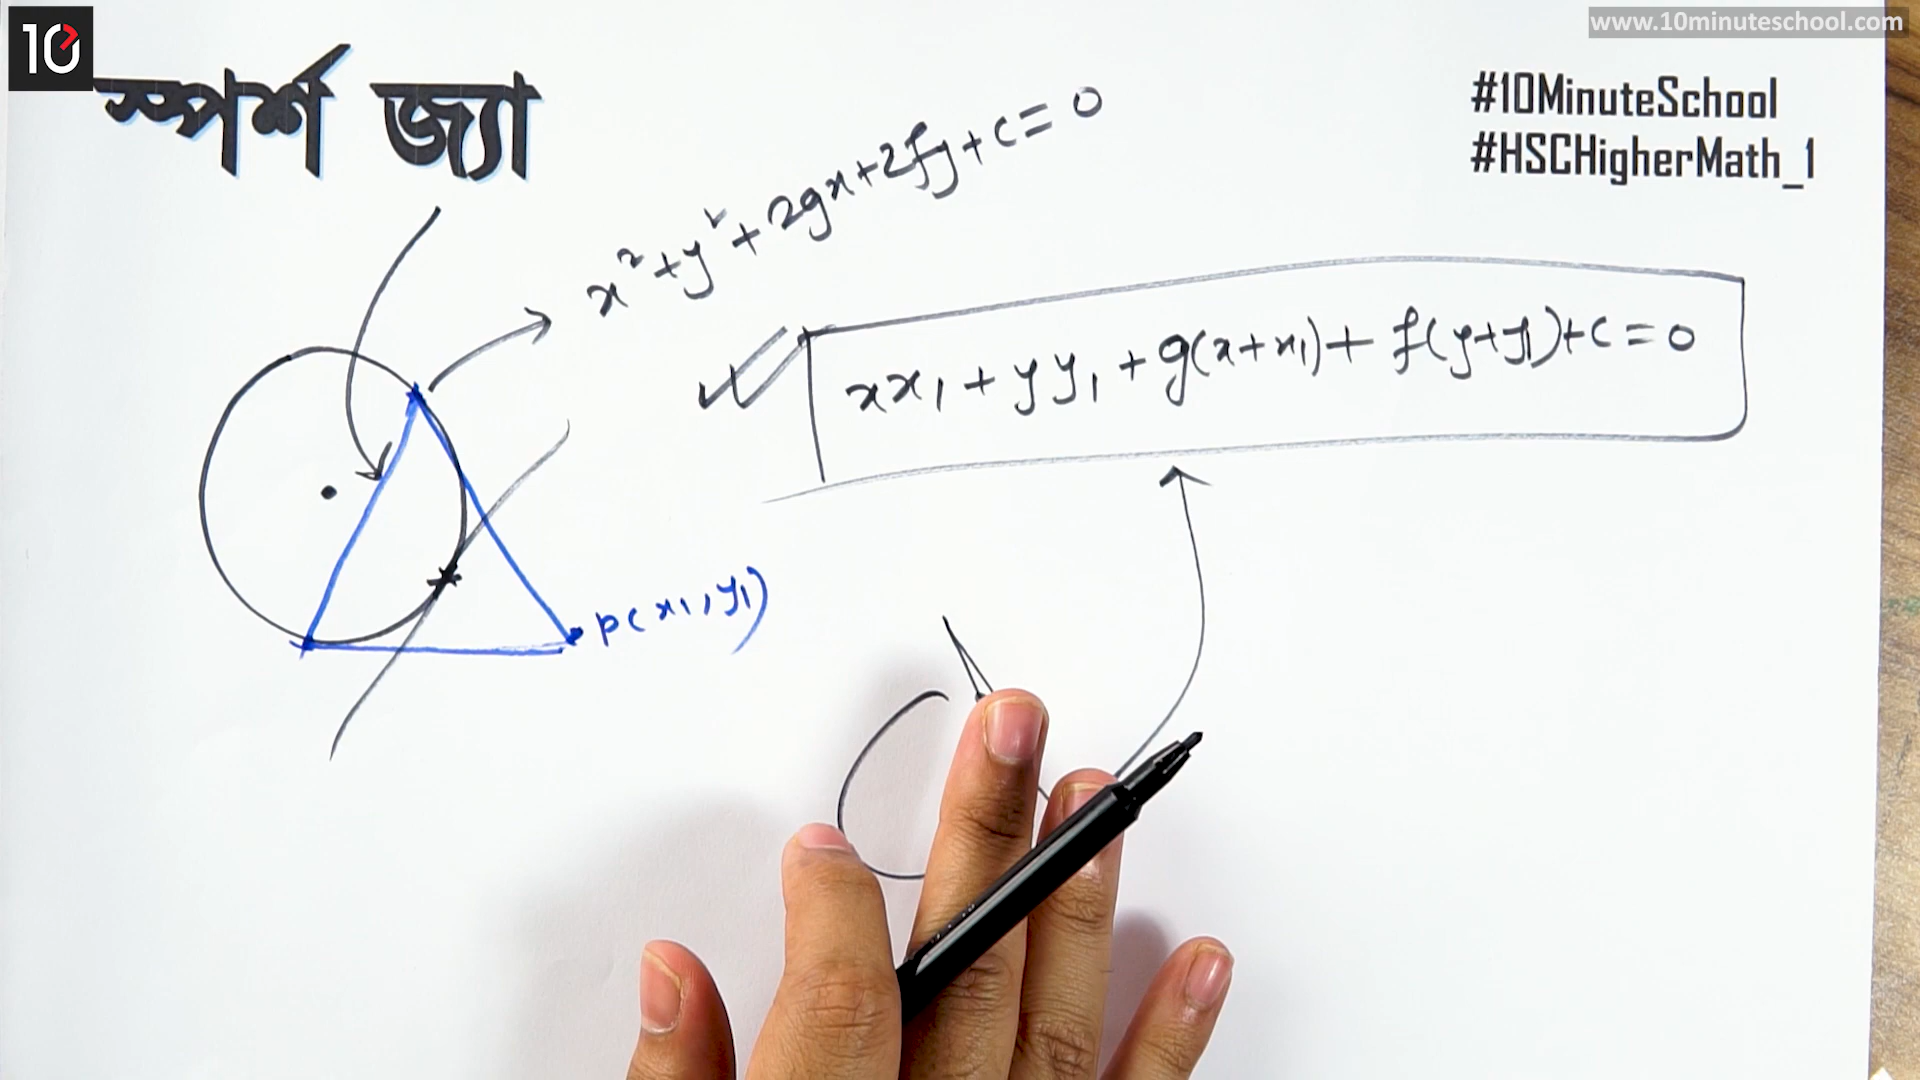 10
www.10minuteschool.com
স্পর্শ জ্যা
#10MinuteSchool
#HSCHigherMath_1
x² + y² + 2gx + 2fy + c = 0
xx₁ + yy₁ + g(x+x₁) + f(y+y₁) + c = 0
P(x₁, y₁)